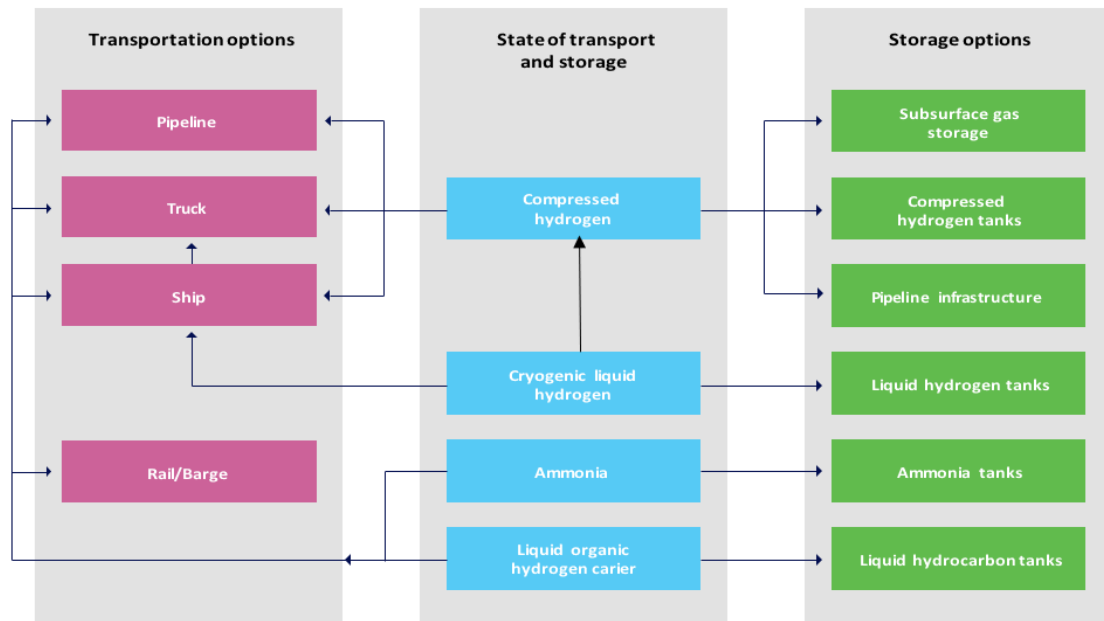 Transportation options
Pipeline
Truck
Ship
Rail/Barge
State of transport
and storage
Compressed
hydrogen
Cryogenic liquid
hydrogen
Ammonia
Liquid organic
hydrogen carier
Storage options
Subsurface gas
storage
Compressed
hydrogen tanks
Pipeline infrastructure
Liquid hydrogen tanks
Ammonia tanks
Liquid hydrocarbon tanks